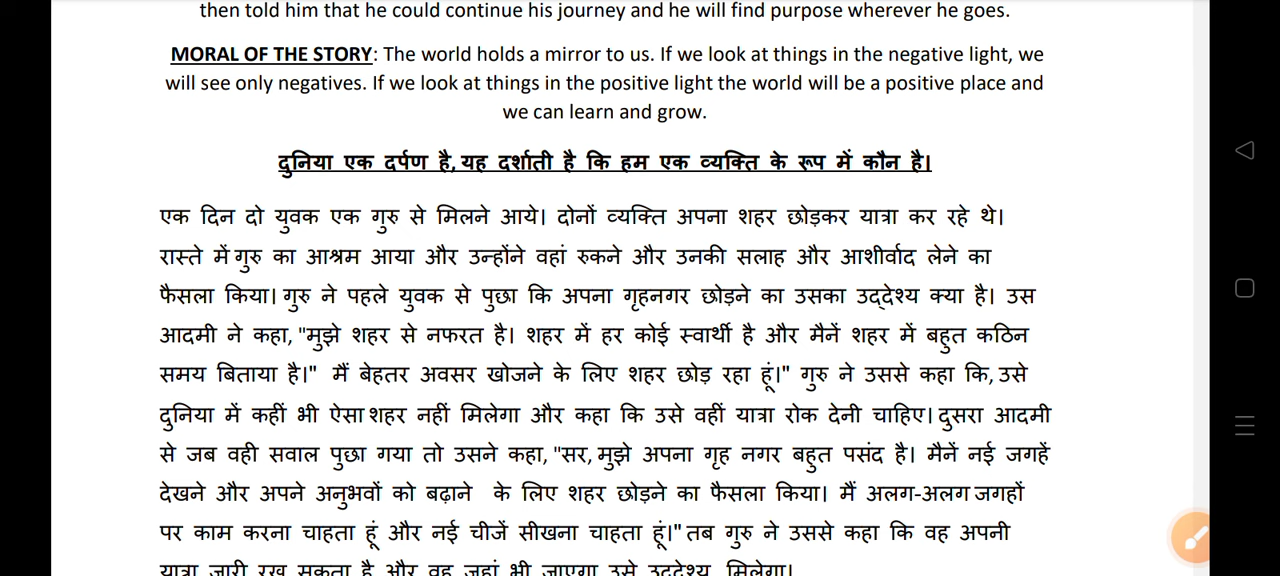 then told him that he could continue his journey and he will find purpose wherever he goes.
MORAL OF THE STORY: The world holds a mirror to us. If we look at things in the negative light, we
will see only negatives. If we look at things in the positive light the world will be a positive place and
we can learn and grow.
दुनिया एक दर्पण है, यह दर्शाती है कि हम एक व्यक्ति के रूप में कौन है।
एक दिन दो युवक एक गुरु से मिलने आये। दोनों व्यक्ति अपना शहर छोड़कर यात्रा कर रहे थे।
रास्ते में गुरु का आश्रम आया और उन्होंने वहां रुकने और उनकी सलाह और आशीर्वाद लेने का
फैसला किया। गुरु ने पहले युवक से पुछा कि अपना गृहनगर छोड़ने का उसका उद्देश्य क्या है। उस
आदमी ने कहा, "मुझे शहर से नफरत है। शहर में हर कोई स्वार्थी है और मैनें शहर में बहुत कठिन
समय बिताया है।" मैं बेहतर अवसर खोजने के लिए शहर छोड़ रहा हूं।" गुरु ने उससे कहा कि, उसे
दुनिया में कहीं भी ऐसा शहर नहीं मिलेगा और कहा कि उसे वहीं यात्रा रोक देनी चाहिए। दुसरा आदमी
से जब वही सवाल पुछा गया तो उसने कहा, "सर, मुझे अपना गृह नगर बहुत पसंद है। मैनें नई जगहें
देखने और अपने अनुभवों को बढ़ाने के लिए शहर छोड़ने का फैसला किया। मैं अलग-अलग जगहों
पर काम करना चाहता हूं और नई चीजें सीखना चाहता हूं।" तब गुरु ने उससे कहा कि वह अपनी
यात्रा जारी रख सकता है और वह जहां भी जाएगा उसे उद्देश्य मिलेगा।